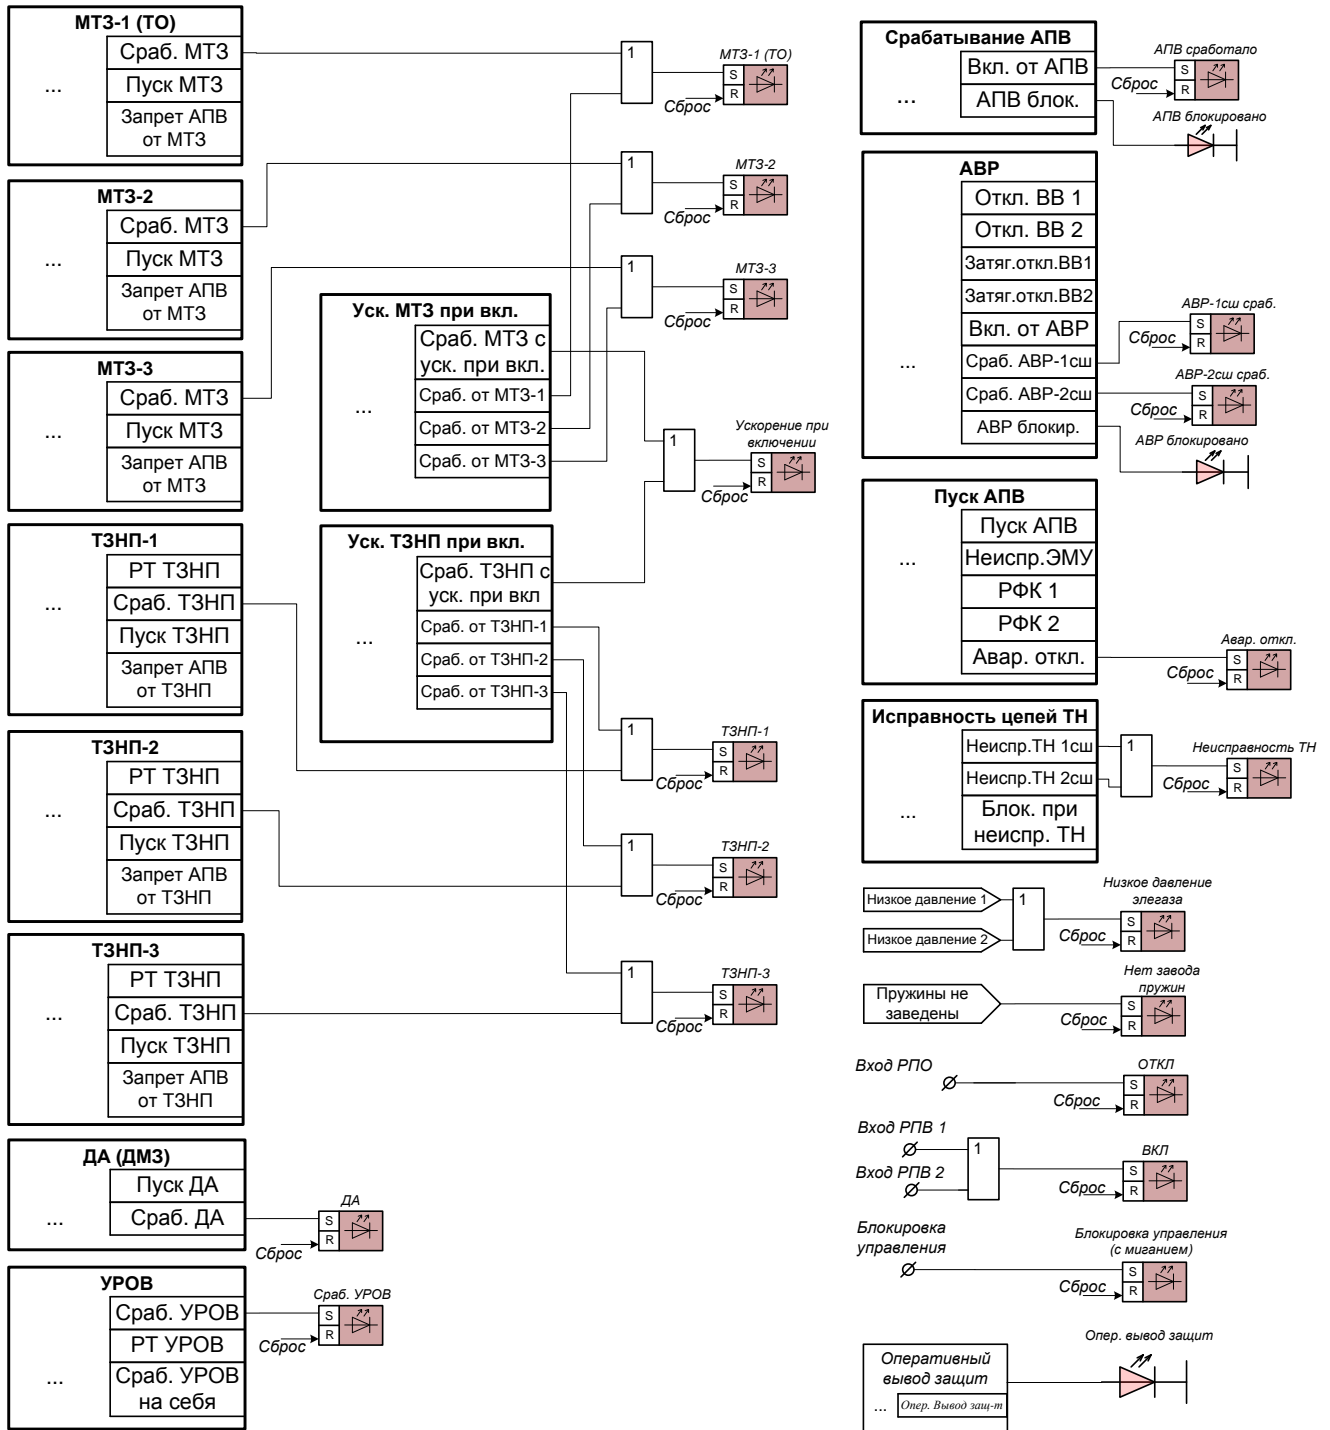 МТЗ-1 (ТО)
Сраб. МТЗ
...
Пуск МТЗ
Запрет АПВ
от МТЗ
1
МТЗ-1 (ТО)
S
R
Сброс
МТЗ-2
Сраб. МТЗ
...
Пуск МТЗ
Запрет АПВ
от МТЗ
1
МТЗ-2
S
R
Сброс
МТЗ-3
Сраб. МТЗ
...
Пуск МТЗ
Запрет АПВ
от МТЗ
1
МТЗ-3
S
R
Сброс
Уск. МТЗ при вкл.
Сраб. МТЗ с
уск. при вкл.
...
Сраб. от МТЗ-1
Сраб. от МТЗ-2
Сраб. от МТЗ-3
1
Ускорение при
включении
S
R
Сброс
Уск. ТЗНП при вкл.
Сраб. ТЗНП с
уск. при вкл
...
Сраб. от ТЗНП-1
Сраб. от ТЗНП-2
Сраб. от ТЗНП-3
ТЗНП-1
РТ ТЗНП
...
Сраб. ТЗНП
Пуск ТЗНП
Запрет АПВ
от ТЗНП
1
ТЗНП-1
S
R
Сброс
ТЗНП-2
РТ ТЗНП
...
Сраб. ТЗНП
Пуск ТЗНП
Запрет АПВ
от ТЗНП
1
ТЗНП-2
S
R
Сброс
ТЗНП-3
РТ ТЗНП
...
Сраб. ТЗНП
Пуск ТЗНП
Запрет АПВ
от ТЗНП
1
ТЗНП-3
S
R
Сброс
ДА (ДМЗ)
Пуск ДА
...
Сраб. ДА
ДА
S
R
Сброс
УРОВ
Сраб. УРОВ
РТ УРОВ
...
Сраб. УРОВ
на себя
Сраб. УРОВ
S
R
Сброс
Срабатывание АПВ
Вкл. от АПВ
...
АПВ блок.
АПВ сработало
S
R
Сброс
АПВ блокировано
АВР
Откл. ВВ 1
Откл. ВВ 2
Затяг.откл.ВВ1
Затяг.откл.ВВ2
Вкл. от АВР
...
Сраб. АВР-1сш
Сраб. АВР-2сш
АВР блокир.
АВР-1сш сраб.
S
R
Сброс
АВР-2сш сраб.
S
R
Сброс
АВР блокировано
Пуск АПВ
Пуск АПВ
...
Неиспр.ЭМУ
РФК 1
РФК 2
Авар. откл.
Авар. откл.
S
R
Сброс
Исправность цепей ТН
Неиспр.ТН 1сш
Неиспр.ТН 2сш
...
Блок. при
неиспр. ТН
1
Неисправность ТН
S
R
Сброс
Низкое давление 1
Низкое давление 2
1
Низкое давление
элегаза
S
R
Сброс
Пружины не
заведены
Нет завода
пружин
S
R
Сброс
Вход РПО
ОТКЛ
S
R
Сброс
Вход РПВ 1
Вход РПВ 2
1
ВКЛ
S
R
Сброс
Блокировка
управления
Блокировка управления
(с миганием)
S
R
Сброс
Оперативный
вывод защит
... Опер. Вывод защ-т
Опер. вывод защит